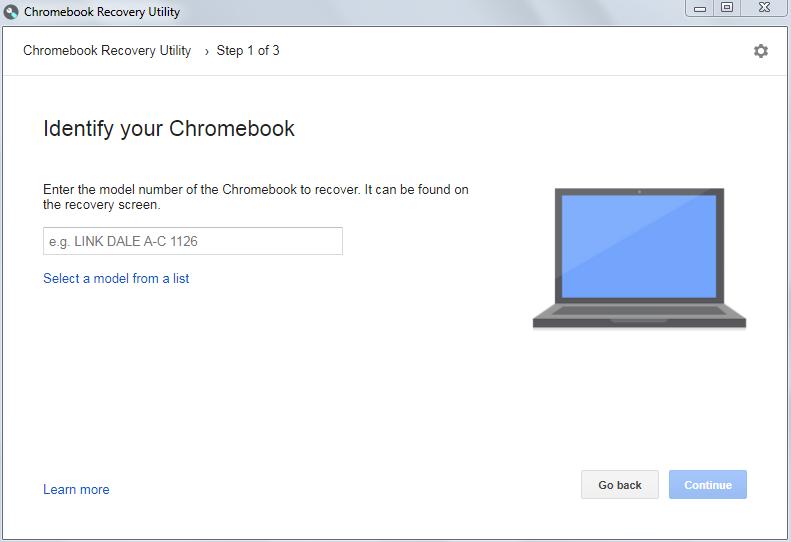 Chromebook Recovery Utility
Chromebook Recovery Utility › Step 1 of 3
Identify your Chromebook
Enter the model number of the Chromebook to recover. It can be found on
the recovery screen.
e.g. LINK DALE A-C 1126
Select a model from a list
Learn more
Go back
Continue